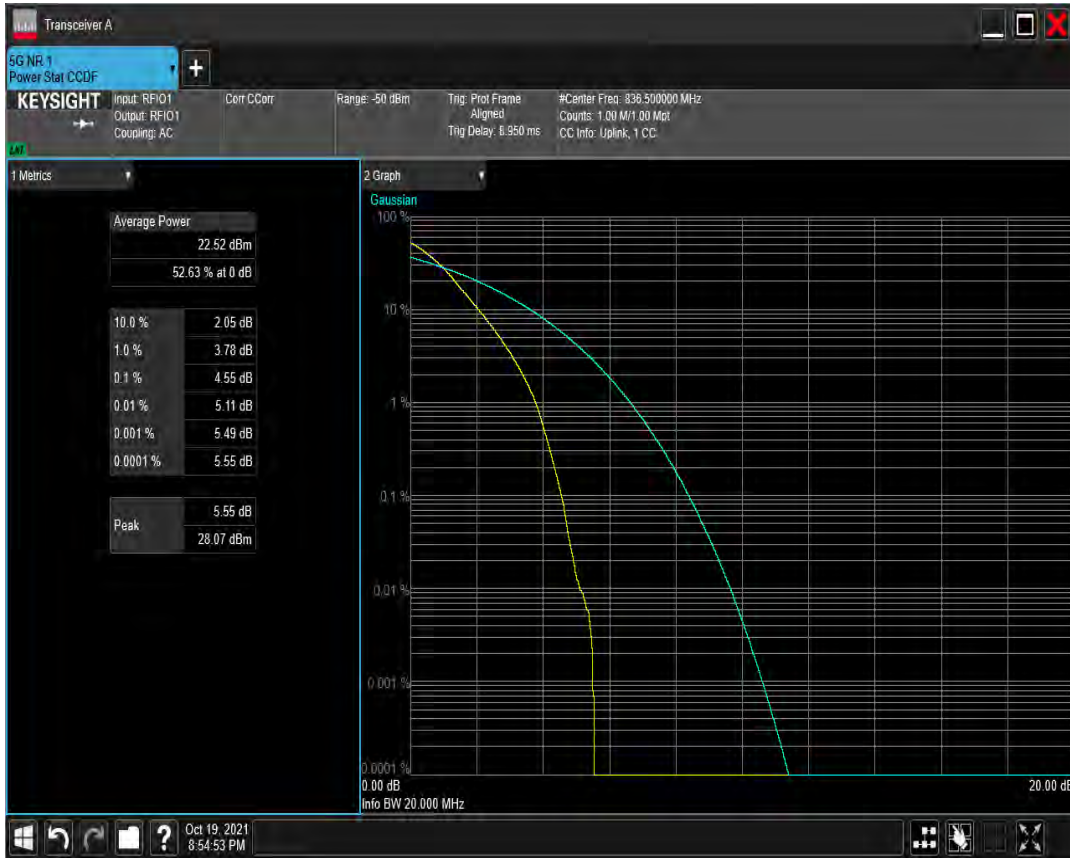 Transceiver A
5G NR 1
Power Stat CCDF
+
KEYSIGHT
Input: RFIO1
Output: RFIO1
Coupling: AC
Corr CCorr
Range: -50 dBm
Trig: Prot Frame
Aligned
Trig Delay: 8.950 ms
#Center Freq: 836.500000 MHz
Counts: 1.00 M/1.00 Mpt
CC Info: Uplink, 1 CC
1 Metrics
Average Power
22.52 dBm
52.63 % at 0 dB
10.0 % 2.05 dB
1.0 % 3.78 dB
0.1 % 4.55 dB
0.01 % 5.11 dB
0.001 % 5.49 dB
0.0001 % 5.55 dB
Peak 5.55 dB
28.07 dBm
2 Graph
Gaussian
100 %
10 %
1 %
0.1 %
0.01 %
0.001 %
0.0001 %
0.00 dB
20.00 dB
Info BW 20.000 MHz
?
Oct 19, 2021
8:54:53 PM